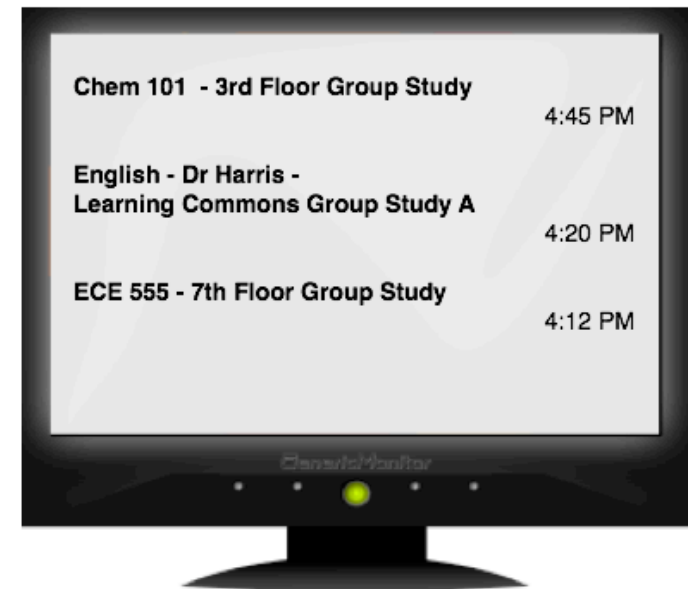 Chem 101 - 3rd Floor Group Study
4:45 PM
English - Dr Harris -
Learning Commons Group Study A
4:20 PM
ECE 555 - 7th Floor Group Study
4:12 PM
GenericMonitor